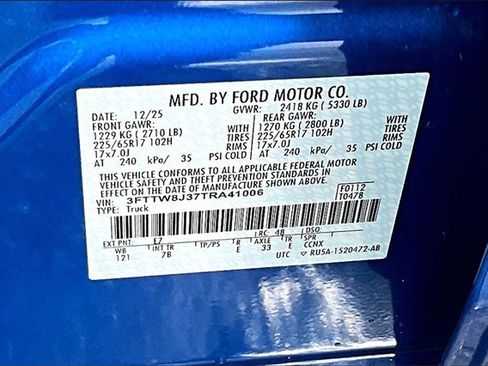 MFD. BY FORD MOTOR CO.
DATE: 12/25 GVWR: 2418 KG ( 5330 LB)
FRONT GAWR: REAR GAWR:
1229 KG ( 2710 LB) WITH 1270 KG ( 2800 LB) WITH
225/65R17 102H TIRES 225/65R17 102H TIRES
17x7.0J RIMS 17x7.0J RIMS
AT 240 kPa/ 35 PSI COLD AT 240 kPa/ 35 PSI COLD
THIS VEHICLE CONFORMS TO ALL APPLICABLE FEDERAL MOTOR
VEHICLE SAFETY AND THEFT PREVENTION STANDARDS IN EFFECT ON
THE DATE OF MANUFACTURE SHOWN ABOVE.
VIN: 3FTTW8J37TRA41006 F0112
TYPE: Truck T0478
EXT PNT: E7 RC: 48 DSO:
WB INT TR TP/PS R AXLE TR SPR
121 7B E 33 E CCNX
UTC ▼ RU5A-1520472-AB